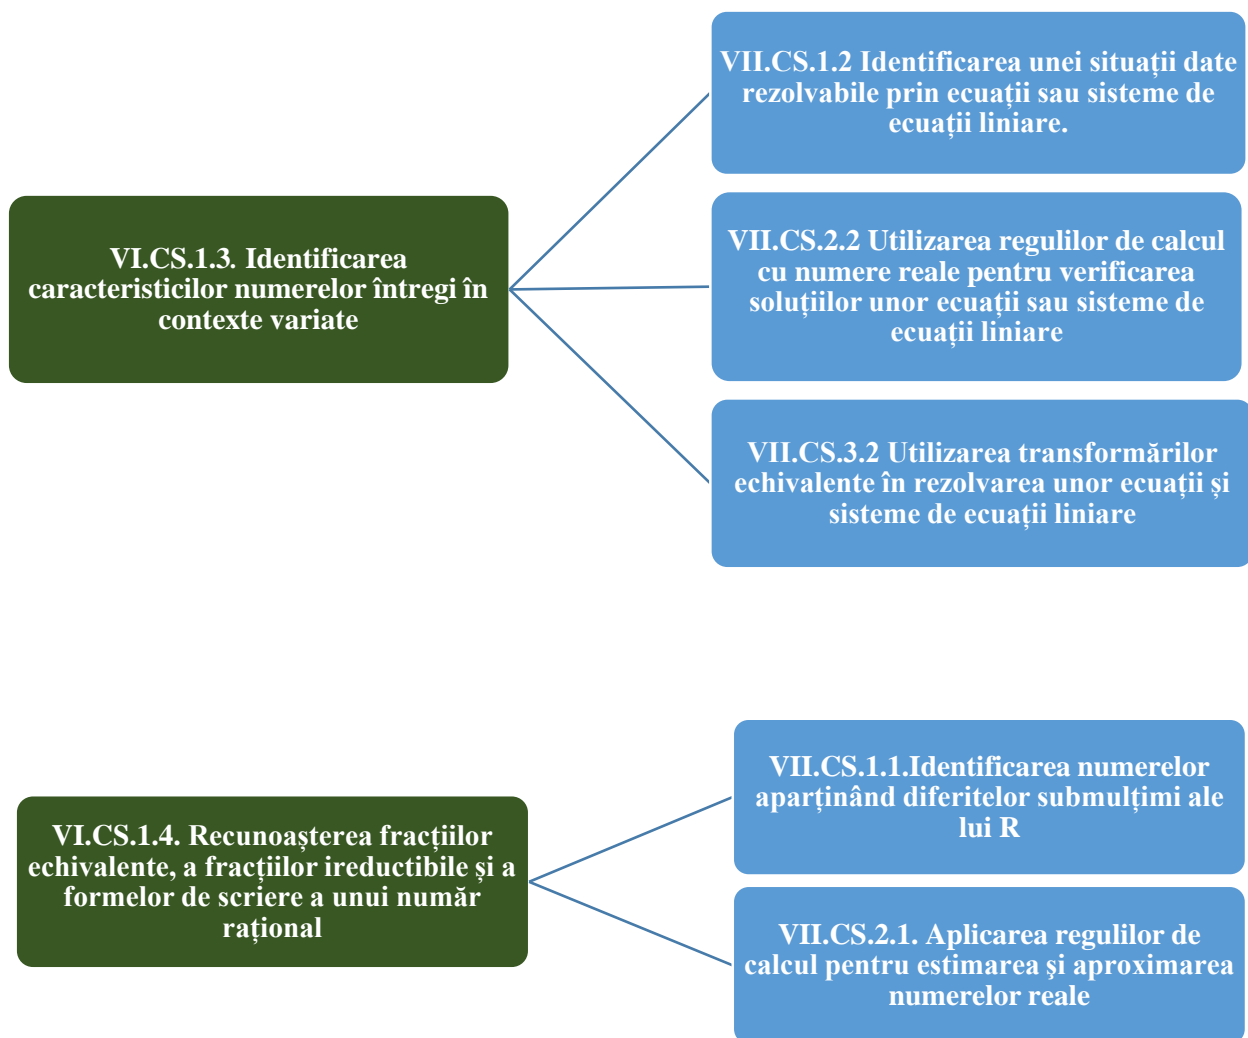 VII.CS.1.2 Identificarea unei situații date
rezolvabile prin ecuații sau sisteme de
ecuații liniare.
VI.CS.1.3. Identificarea
caracteristicilor numerelor întregi în
contexte variate
VII.CS.2.2 Utilizarea regulilor de calcul
cu numere reale pentru verificarea
soluțiilor unor ecuații sau sisteme de
ecuații liniare
VII.CS.3.2 Utilizarea transformărilor
echivalente în rezolvarea unor ecuații și
sisteme de ecuații liniare
VI.CS.1.4. Recunoașterea fracțiilor
echivalente, a fracțiilor ireductibile și a
formelor de scriere a unui număr
rațional
VII.CS.1.1.Identificarea numerelor
aparținând diferitelor submulțimi ale
lui R
VII.CS.2.1. Aplicarea regulilor de
calcul pentru estimarea şi aproximarea
numerelor reale